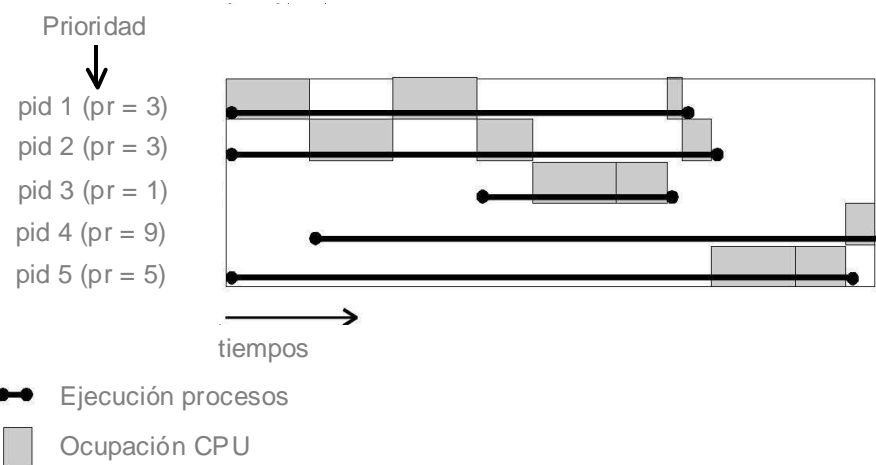 Prioridad
pid 1 (pr = 3)
pid 2 (pr = 3)
pid 3 (pr = 1)
pid 4 (pr = 9)
pid 5 (pr = 5)
tiempos
Ejecución procesos
Ocupación CPU